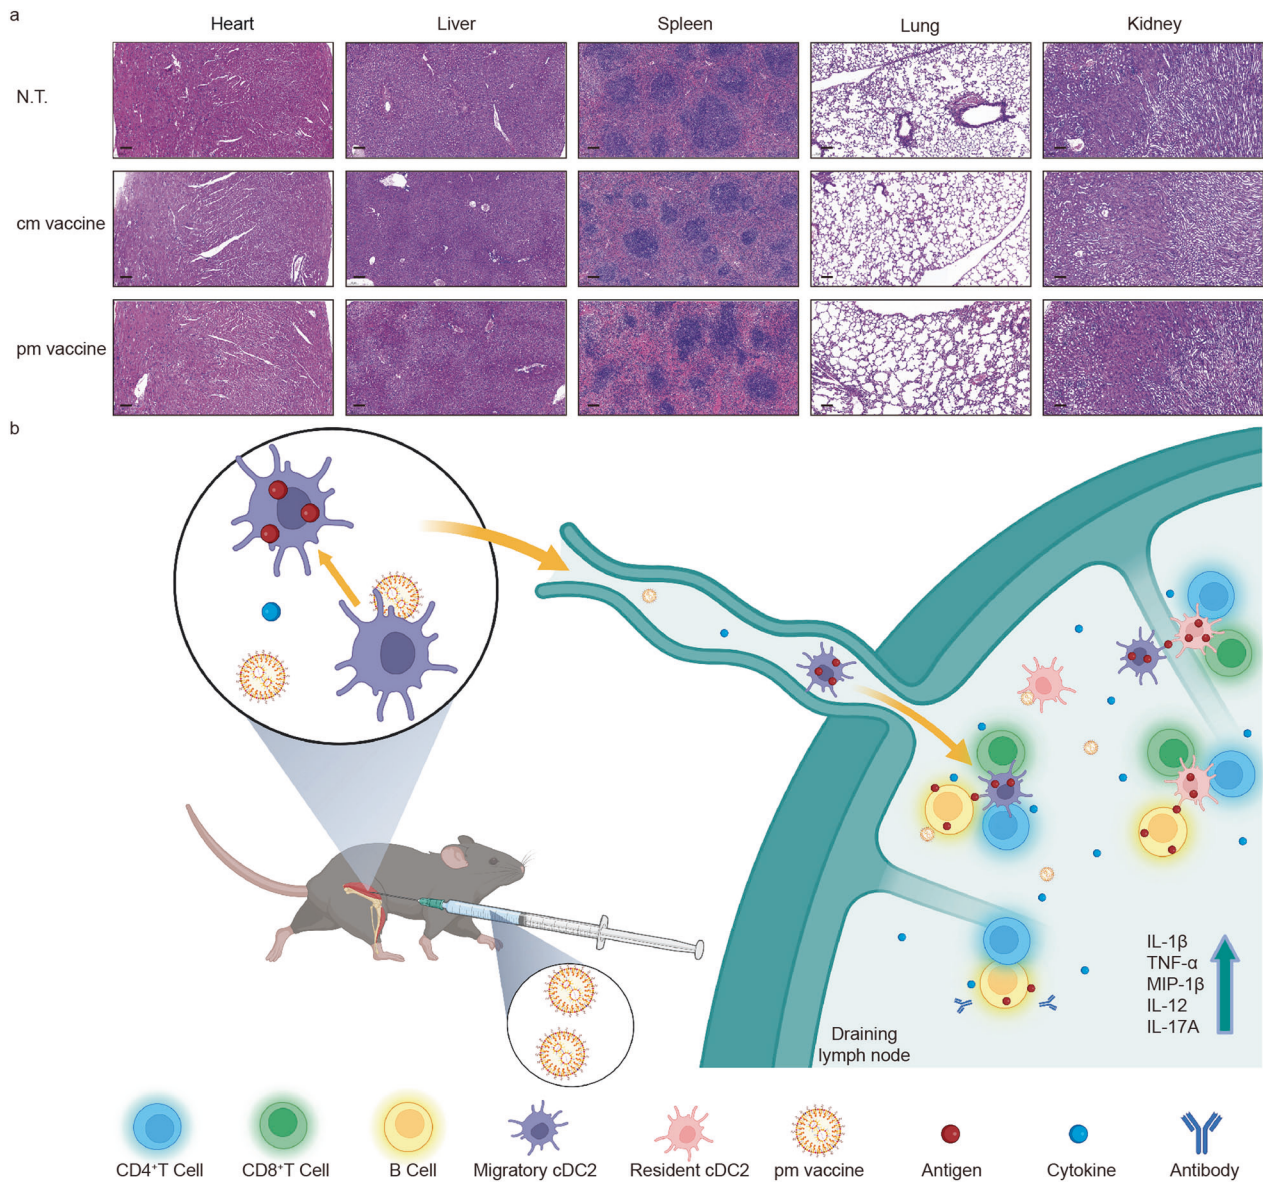 a
Heart
Liver
Spleen
Lung
Kidney
N.T.
cm vaccine
pm vaccine
b
IL-1β
TNF-α
MIP-1β
IL-12
IL-17A
Draining
lymph node
CD4⁺T Cell
CD8⁺T Cell
B Cell
Migratory cDC2
Resident cDC2
pm vaccine
Antigen
Cytokine
Antibody